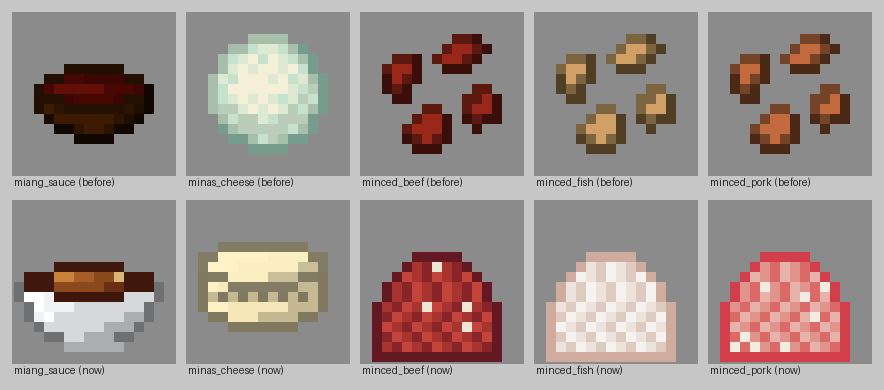 miang_sauce (before) minas_cheese (before) minced_beef (before) minced_fish (before) minced_pork (before)
miang_sauce (now) minas_cheese (now) minced_beef (now) minced_fish (now) minced_pork (now)